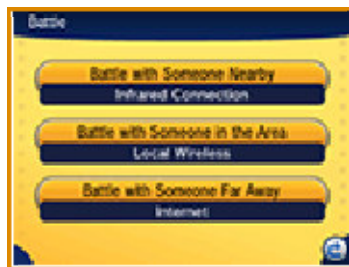 Battle
Battle with Someone Nearby
Infrared Connection
Battle with Someone in the Area
Local Wireless
Battle with Someone Far Away
Internet